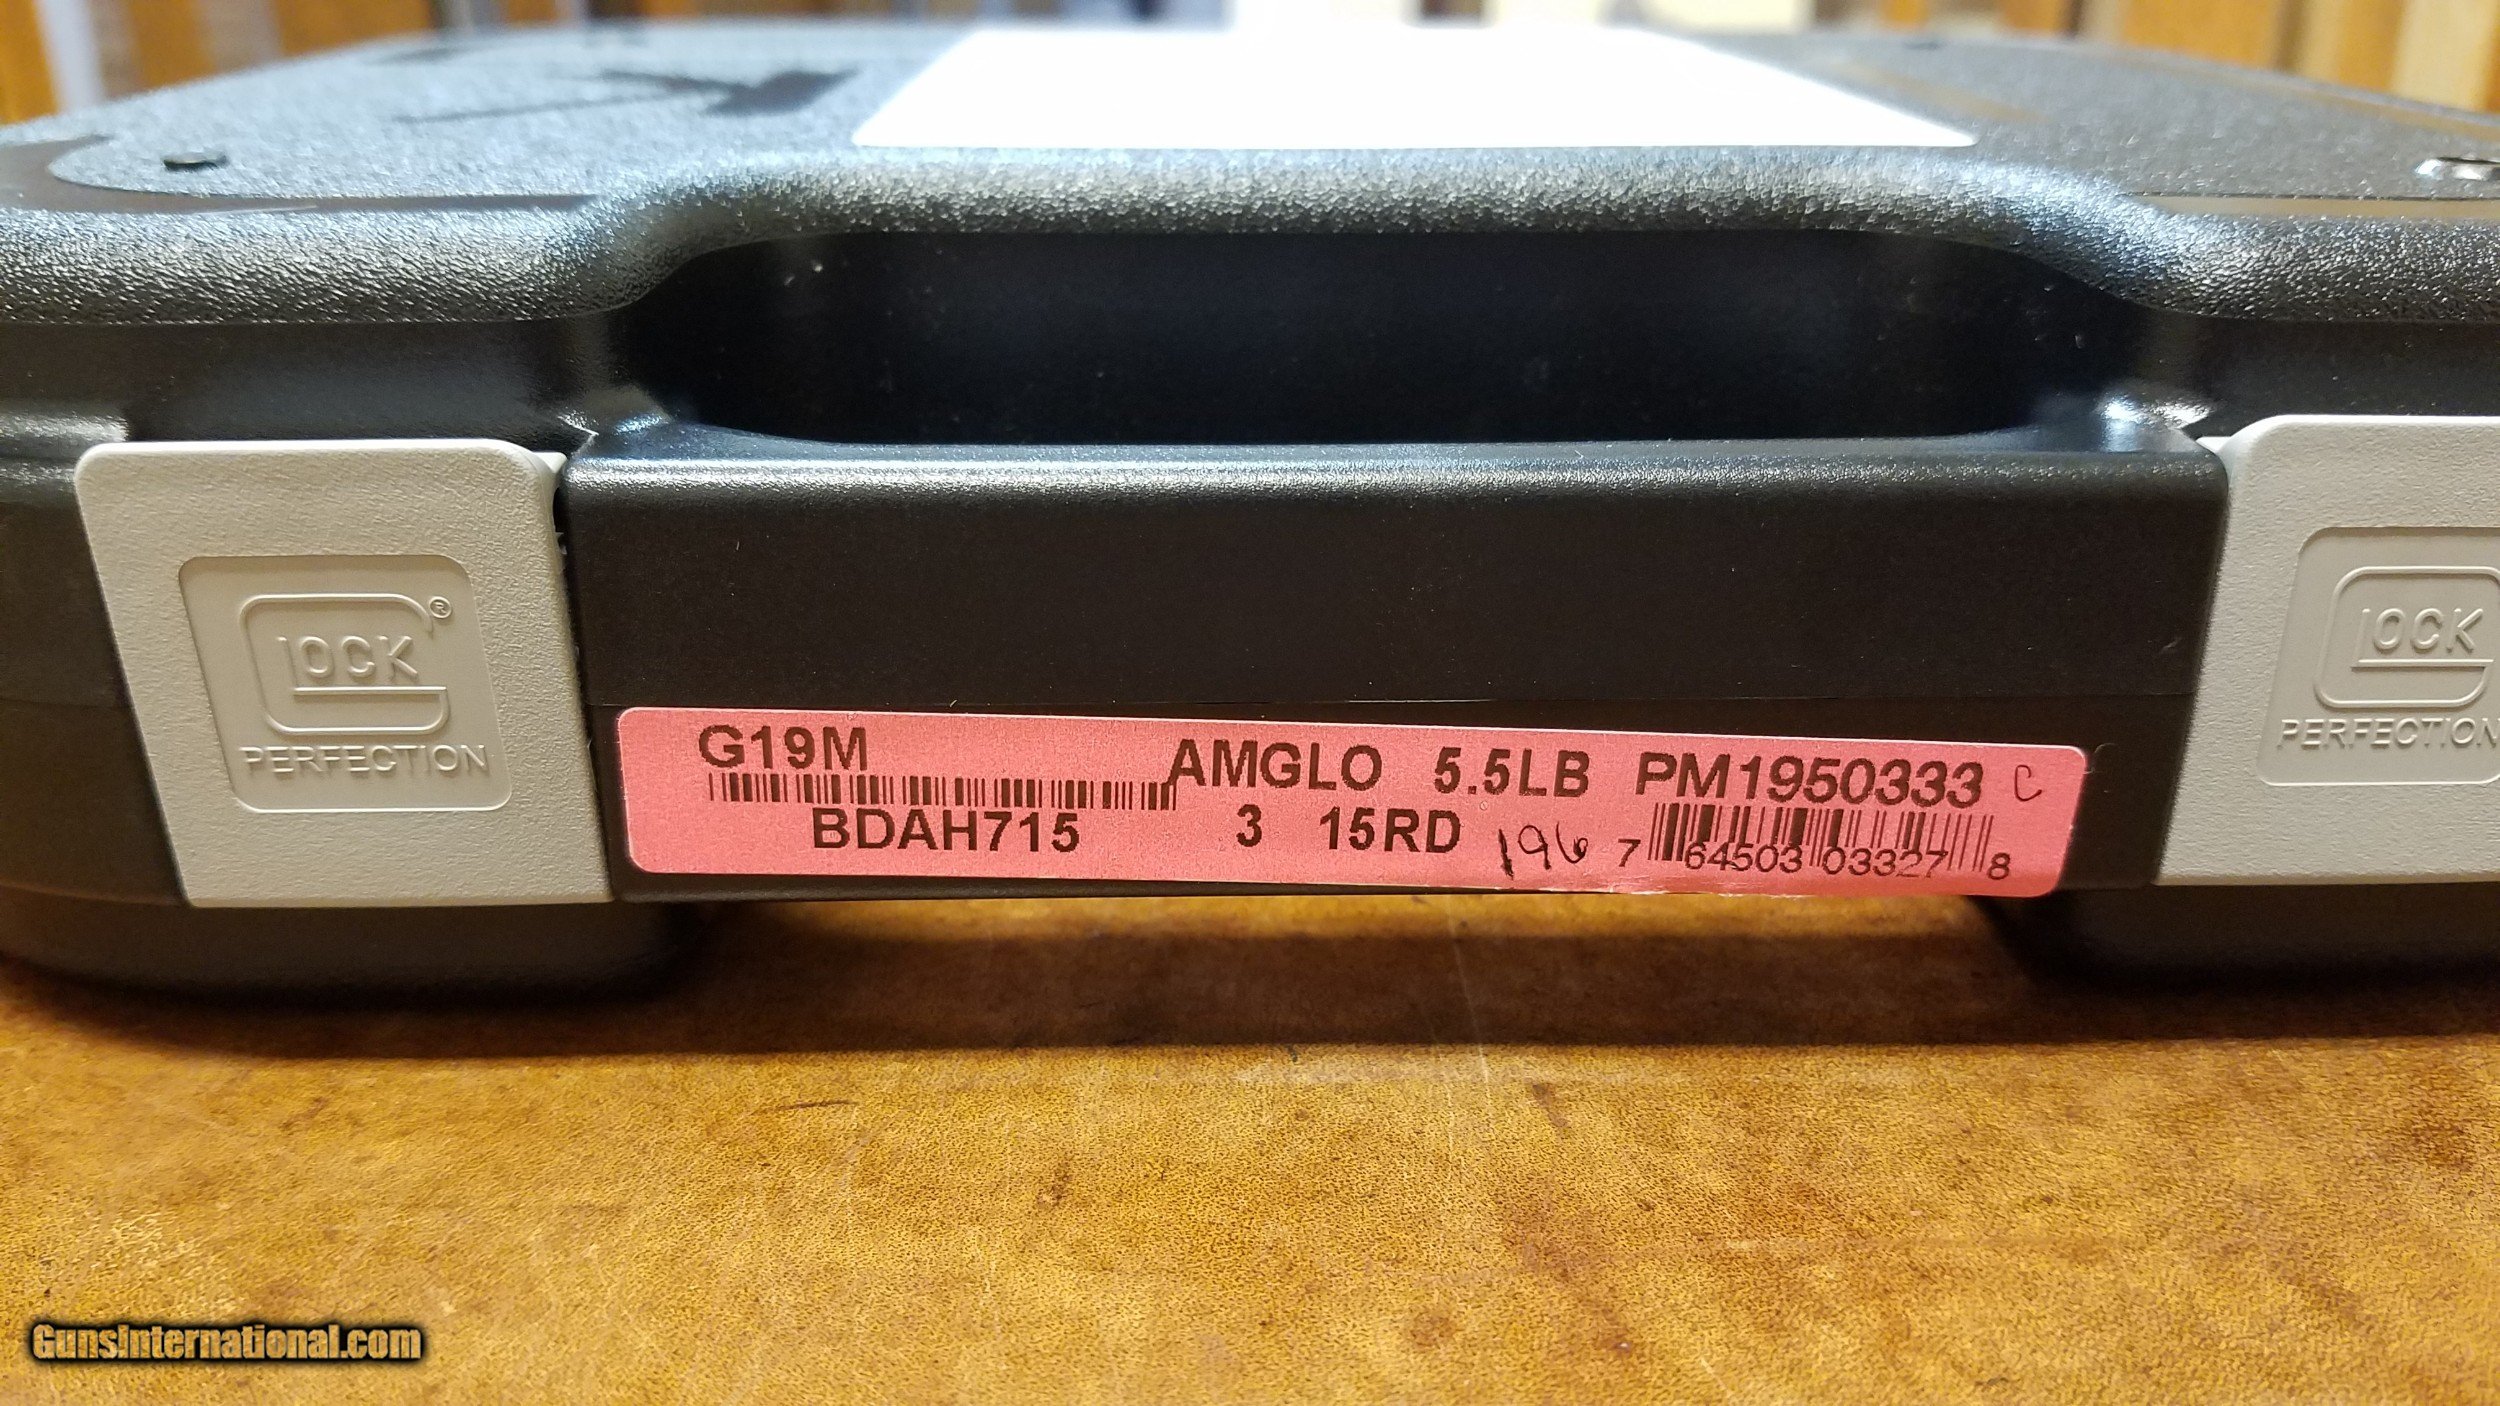 GLOCK ®
PERFECTION
GLOCK
PERFECTION
G19M AMGLO 5.5LB PM1950333 C
BDAH715 3 15RD 196 7 64503 03327 8
GunsInternational.com